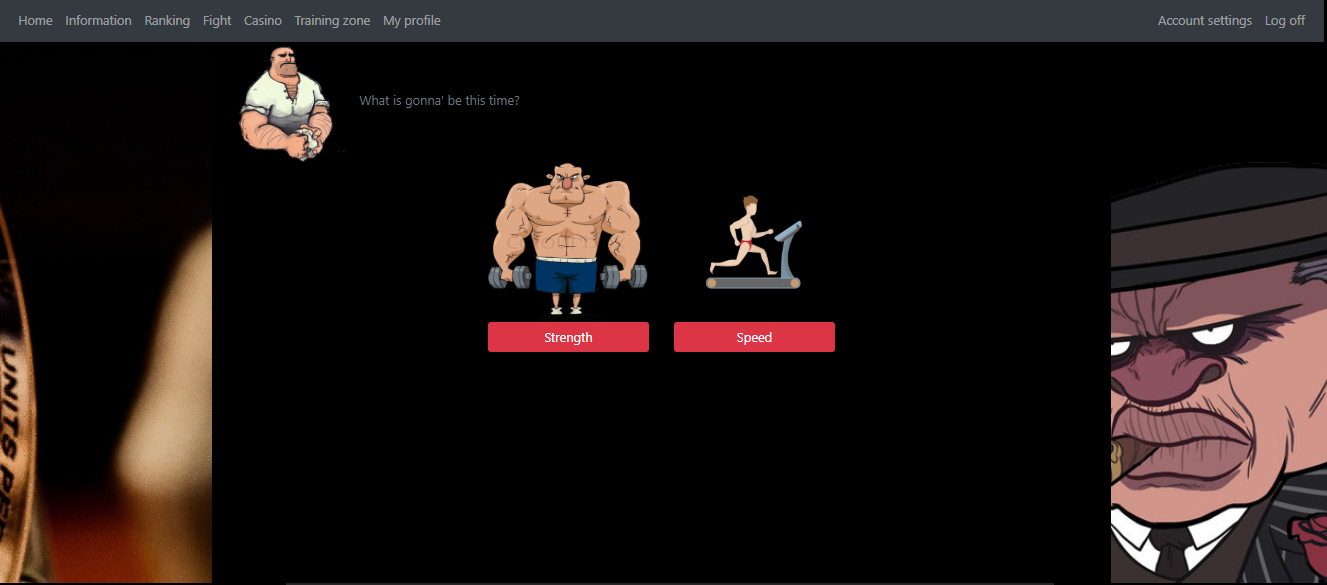 Home Information Ranking Fight Casino Training zone My profile Account settings Log off
What is gonna' be this time?
Strength Speed
UNITS PER